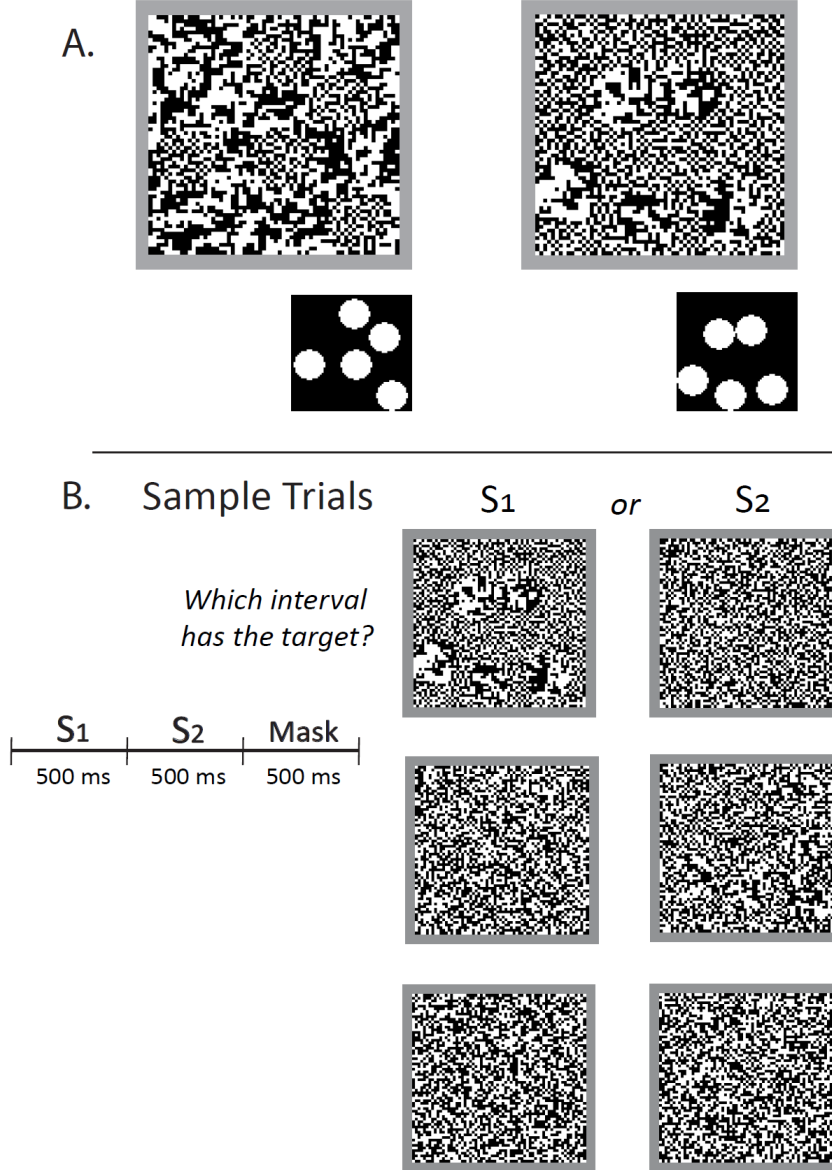 A.
B. Sample Trials S1 or S2
Which interval
has the target?
S1 S2 Mask
500 ms 500 ms 500 ms